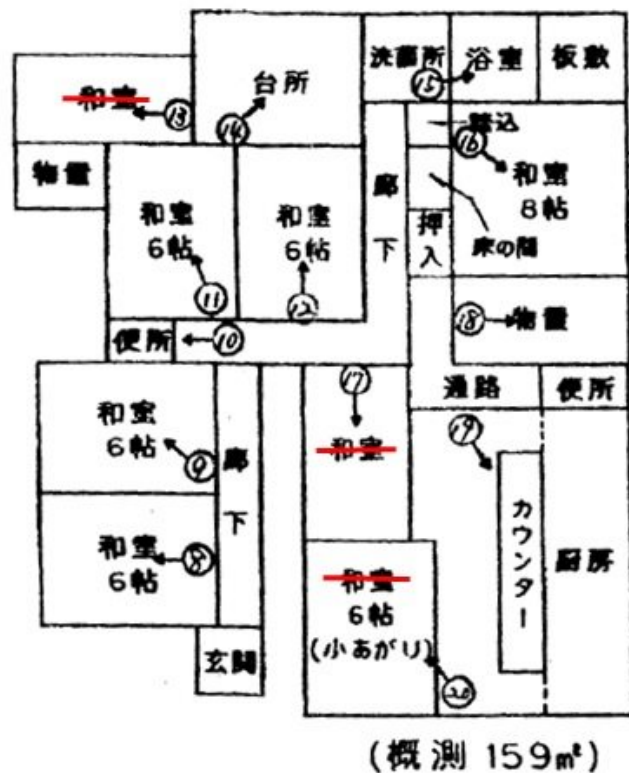 洗面所
浴室
板敷
台所
⑮
和室
⑬
⑭
踏込
⑯
物置
和室
6帖
和室
6帖
廊下
和室
8帖
押入
床の間
⑪
⑫
⑱
物置
便所
⑩
⑰
通路
便所
和室
6帖
⑨
廊下
和室
⑲
カウンター
厨房
和室
6帖
⑧
和室
6帖
(小あがり)
玄関
⑳
(概測 159㎡)